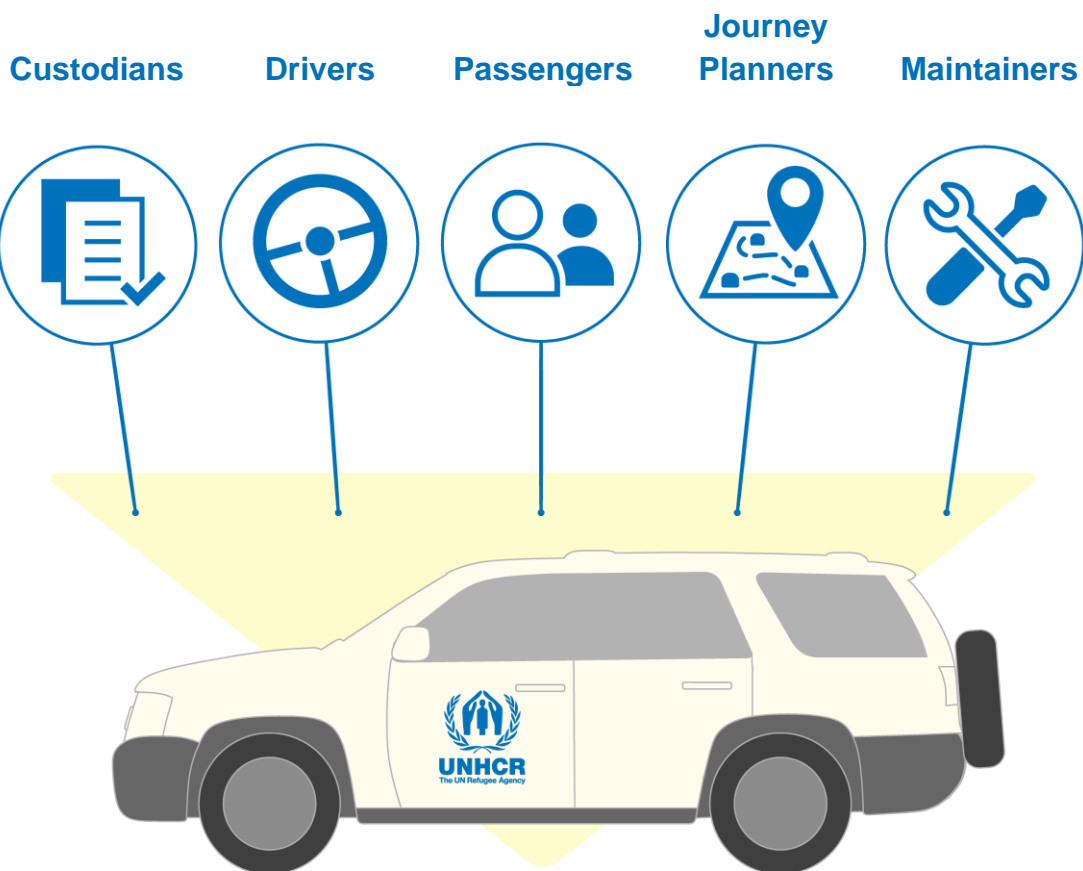 Custodians
Drivers
Passengers
Journey
Planners
Maintainers
UNHCR
The UN Refugee Agency